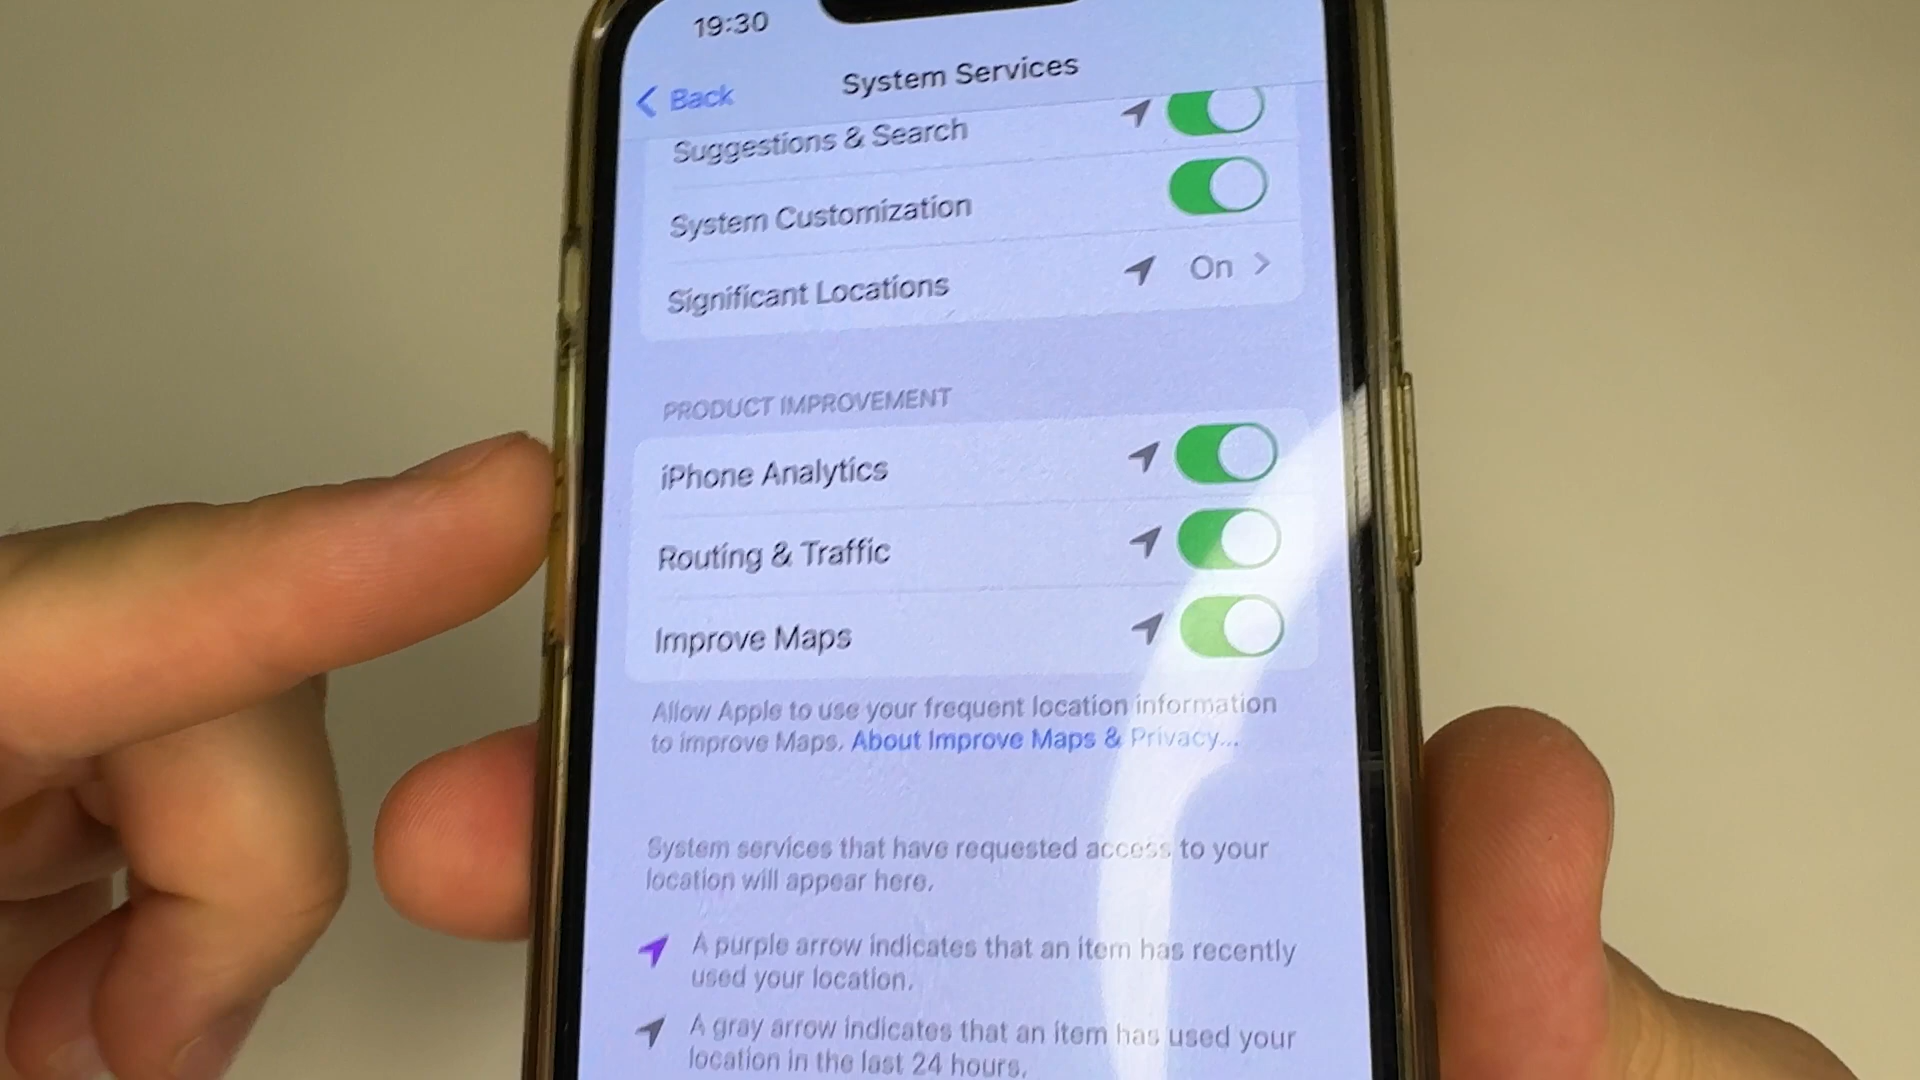 19:30
Back
System Services
Suggestions & Search
System Customization
Significant Locations
On
PRODUCT IMPROVEMENT
iPhone Analytics
Routing & Traffic
Improve Maps
Allow Apple to use your frequent location information
to improve Maps. About Improve Maps & Privacy...
System services that have requested access to your
location will appear here.
A purple arrow indicates that an item has recently
used your location.
A gray arrow indicates that an item has used your
location in the last 24 hours.